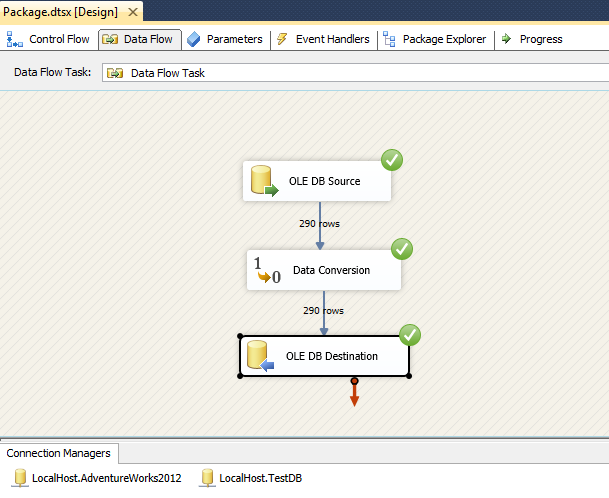 Package.dtsx [Design]
Control Flow Data Flow Parameters Event Handlers Package Explorer Progress
Data Flow Task: Data Flow Task
OLE DB Source
290 rows
1 0 Data Conversion
290 rows
OLE DB Destination
Connection Managers
LocalHost.AdventureWorks2012 LocalHost.TestDB